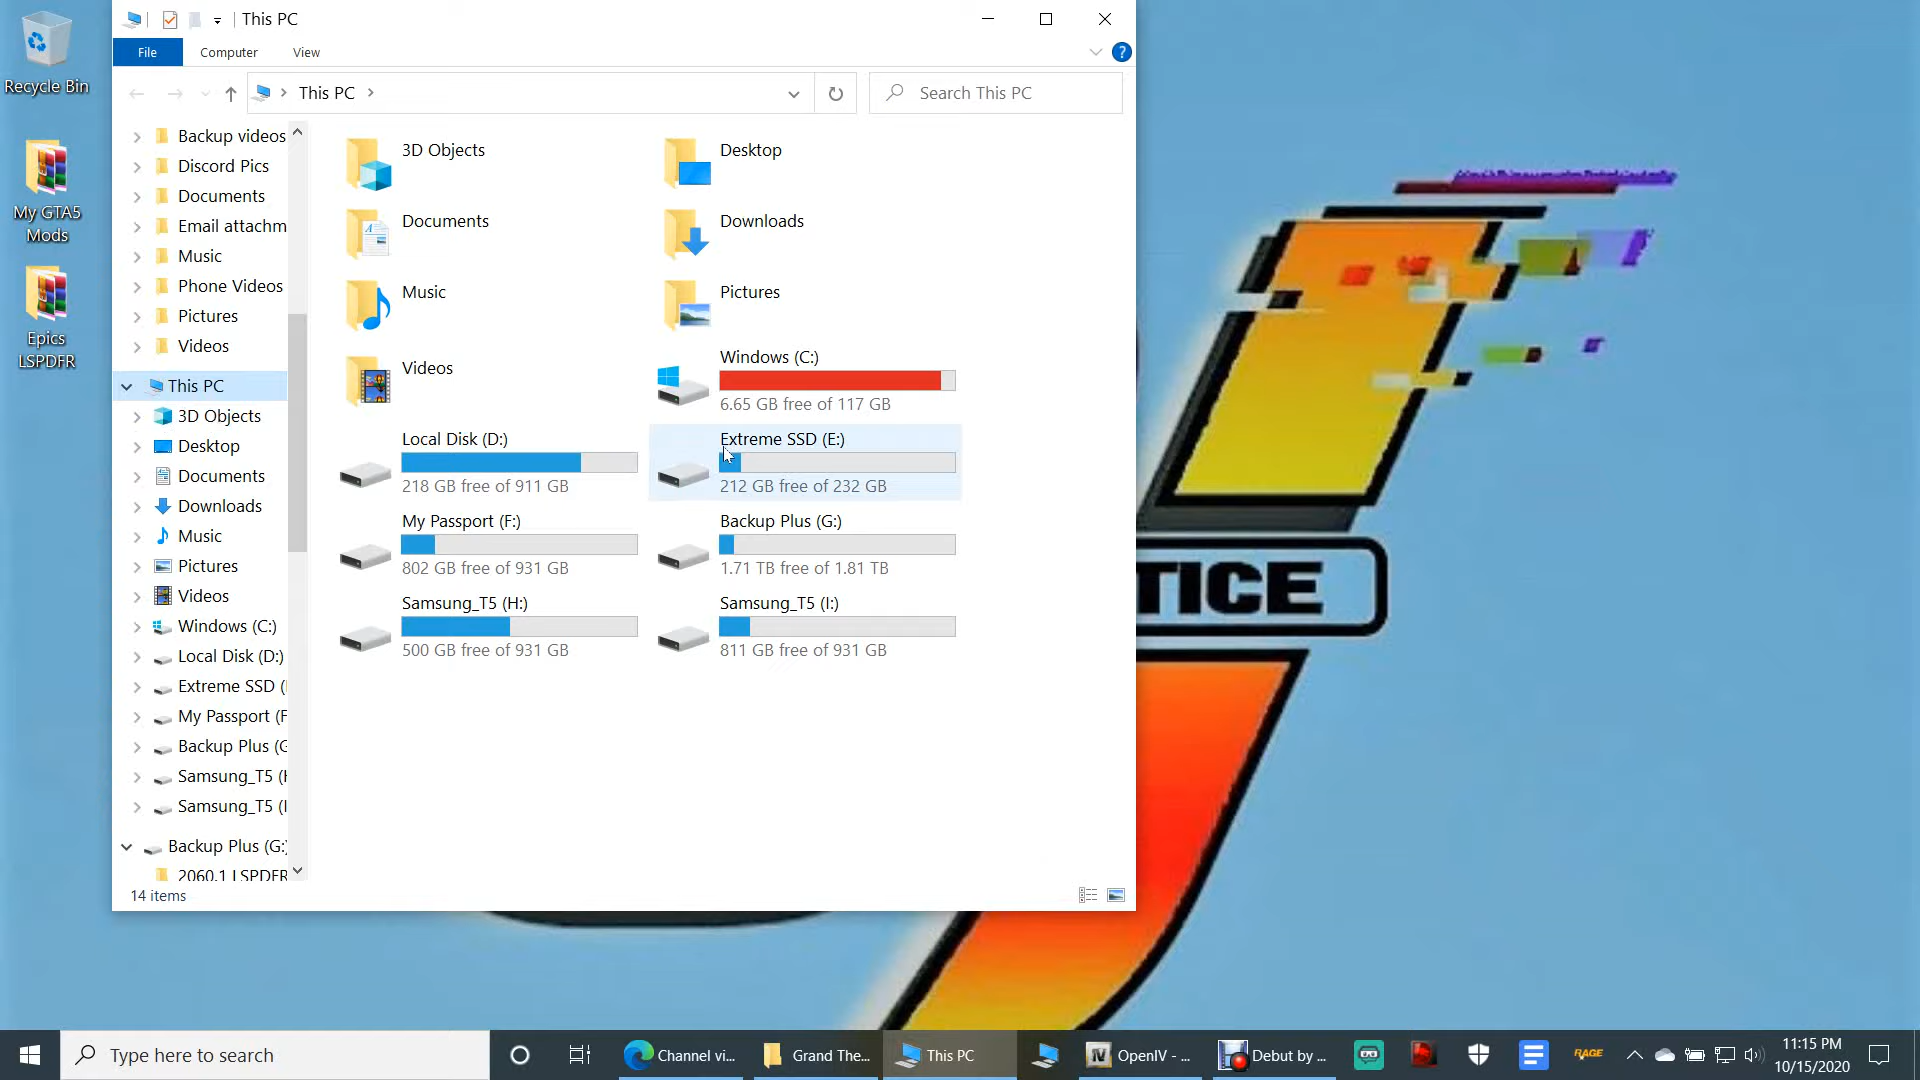 Recycle Bin
My GTA5
Mods
Epics
LSPDFR
This PC
File
Computer
View
?
This PC
Search This PC
Backup videos
Discord Pics
Documents
Email attachm
Music
Phone Videos
Pictures
Videos
This PC
3D Objects
Desktop
Documents
Downloads
Music
Pictures
Videos
Windows (C:)
Local Disk (D:)
Extreme SSD (
My Passport (F
Backup Plus (G
Samsung_T5 (H
Samsung_T5 (I
Backup Plus (G:)
2060.1 LSPDFR
3D Objects
Desktop
Documents
Downloads
Music
Pictures
Videos
Windows (C:)
6.65 GB free of 117 GB
Local Disk (D:)
218 GB free of 911 GB
Extreme SSD (E:)
212 GB free of 232 GB
My Passport (F:)
802 GB free of 931 GB
Backup Plus (G:)
1.71 TB free of 1.81 TB
Samsung_T5 (H:)
500 GB free of 931 GB
Samsung_T5 (I:)
811 GB free of 931 GB
14 items
TICE
Type here to search
Channel vi...
Grand The...
This PC
IV
OpenIV - ...
Debut by ...
RAGE
11:15 PM
10/15/2020